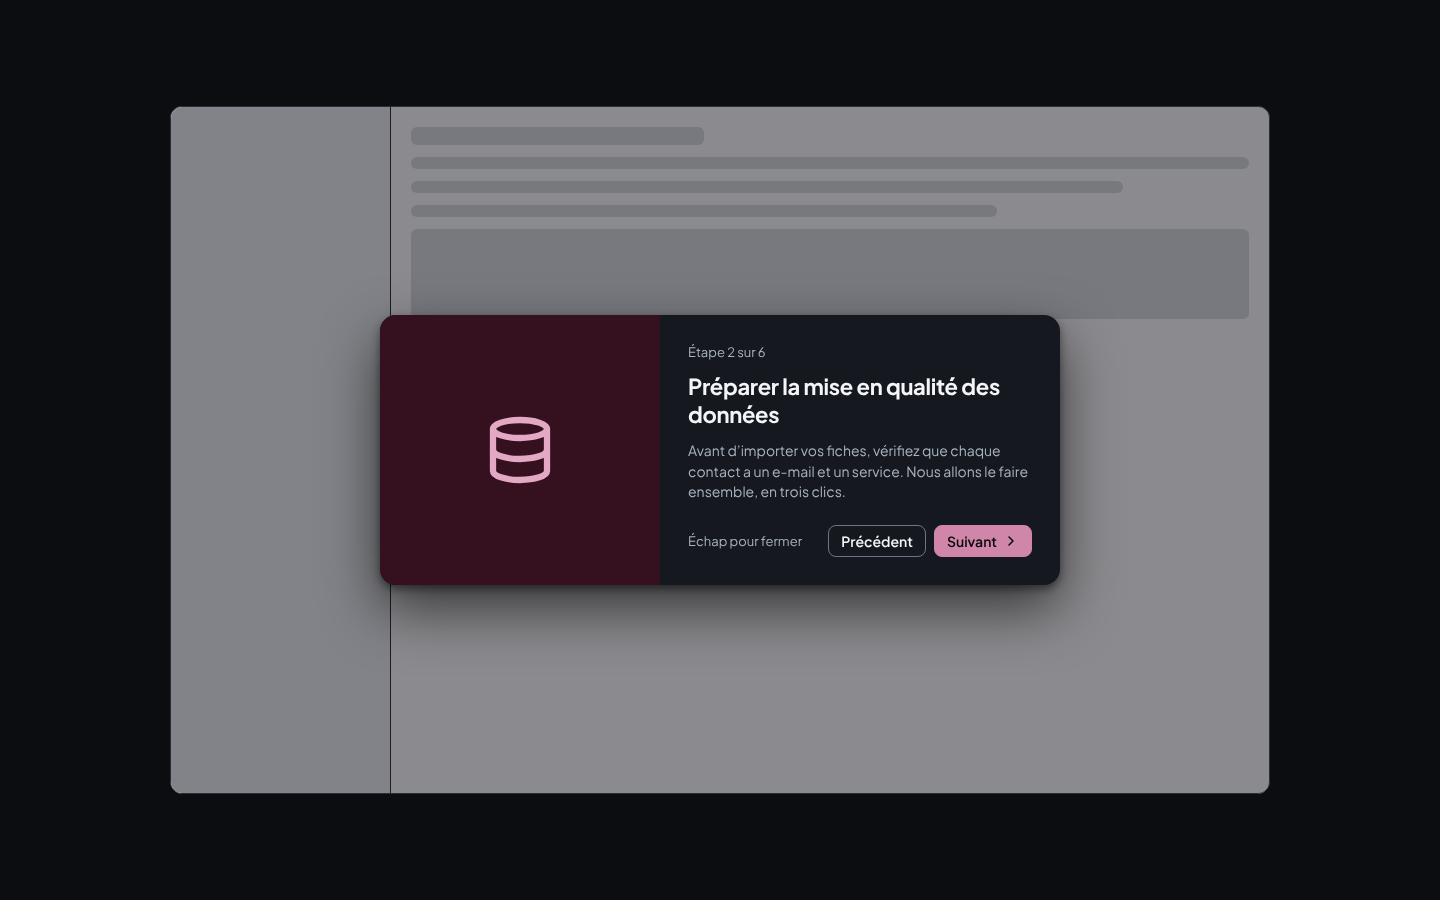 Étape 2 sur 6
Préparer la mise en qualité des
données
Avant d’importer vos fiches, vérifiez que chaque
contact a un e-mail et un service. Nous allons le faire
ensemble, en trois clics.
Échap pour fermer
Précédent
Suivant